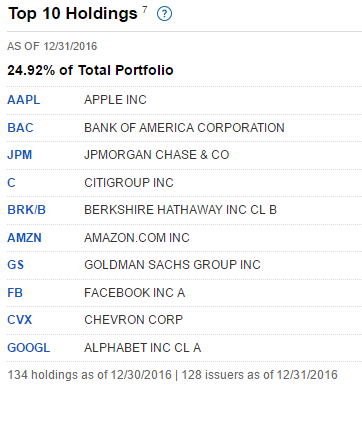 Top 10 Holdings 7 ?
AS OF 12/31/2016
24.92% of Total Portfolio
AAPL APPLE INC
BAC BANK OF AMERICA CORPORATION
JPM JPMORGAN CHASE & CO
C CITIGROUP INC
BRK/B BERKSHIRE HATHAWAY INC CL B
AMZN AMAZON.COM INC
GS GOLDMAN SACHS GROUP INC
FB FACEBOOK INC A
CVX CHEVRON CORP
GOOGL ALPHABET INC CL A
134 holdings as of 12/30/2016 | 128 issuers as of 12/31/2016